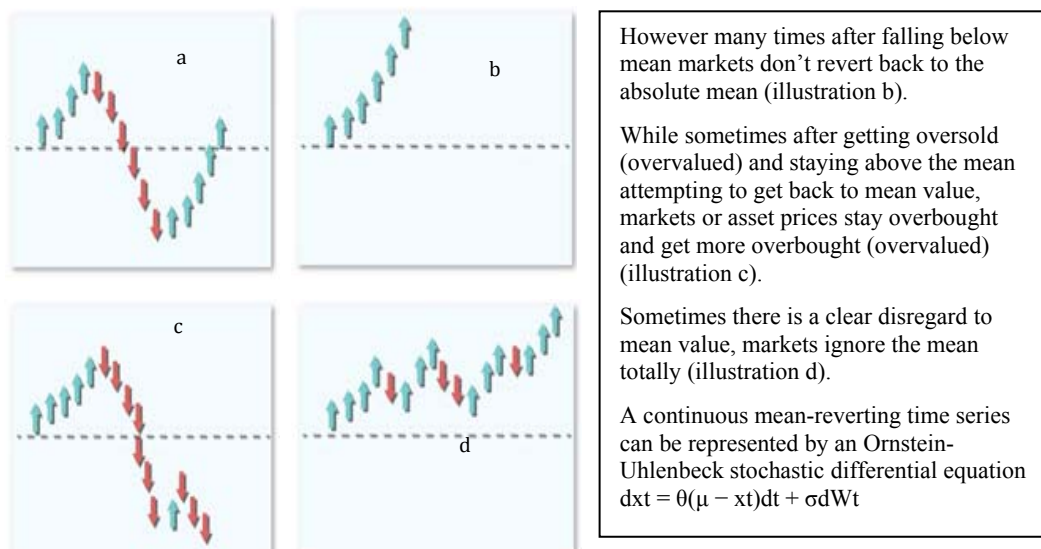 a
b
c
d
However many times after falling below
mean markets don’t revert back to the
absolute mean (illustration b).
While sometimes after getting oversold
(overvalued) and staying above the mean
attempting to get back to mean value,
markets or asset prices stay overbought
and get more overbought (overvalued)
(illustration c).
Sometimes there is a clear disregard to
mean value, markets ignore the mean
totally (illustration d).
A continuous mean-reverting time series
can be represented by an Ornstein-
Uhlenbeck stochastic differential equation
dxt = θ(μ − xt)dt + σdWt